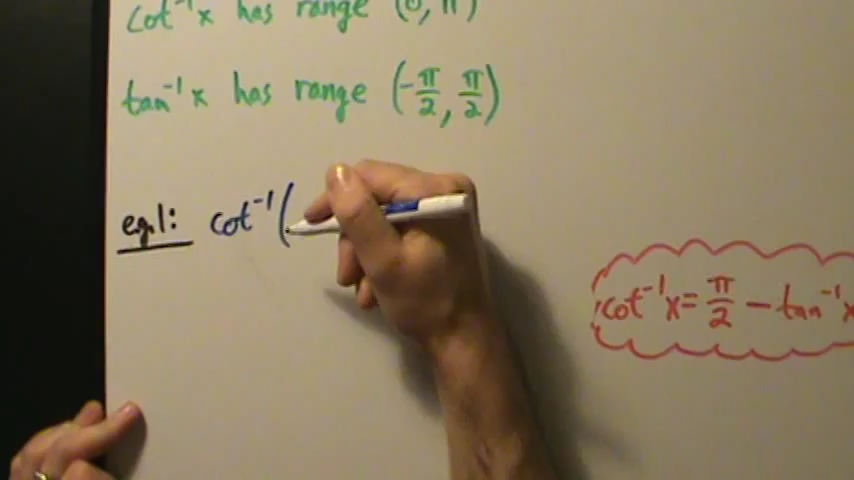 cot⁻¹x has range (0, π)
tan⁻¹x has range (-π/2, π/2)
e.g.1: cot⁻¹(
cot⁻¹x = π/2 - tan⁻¹x